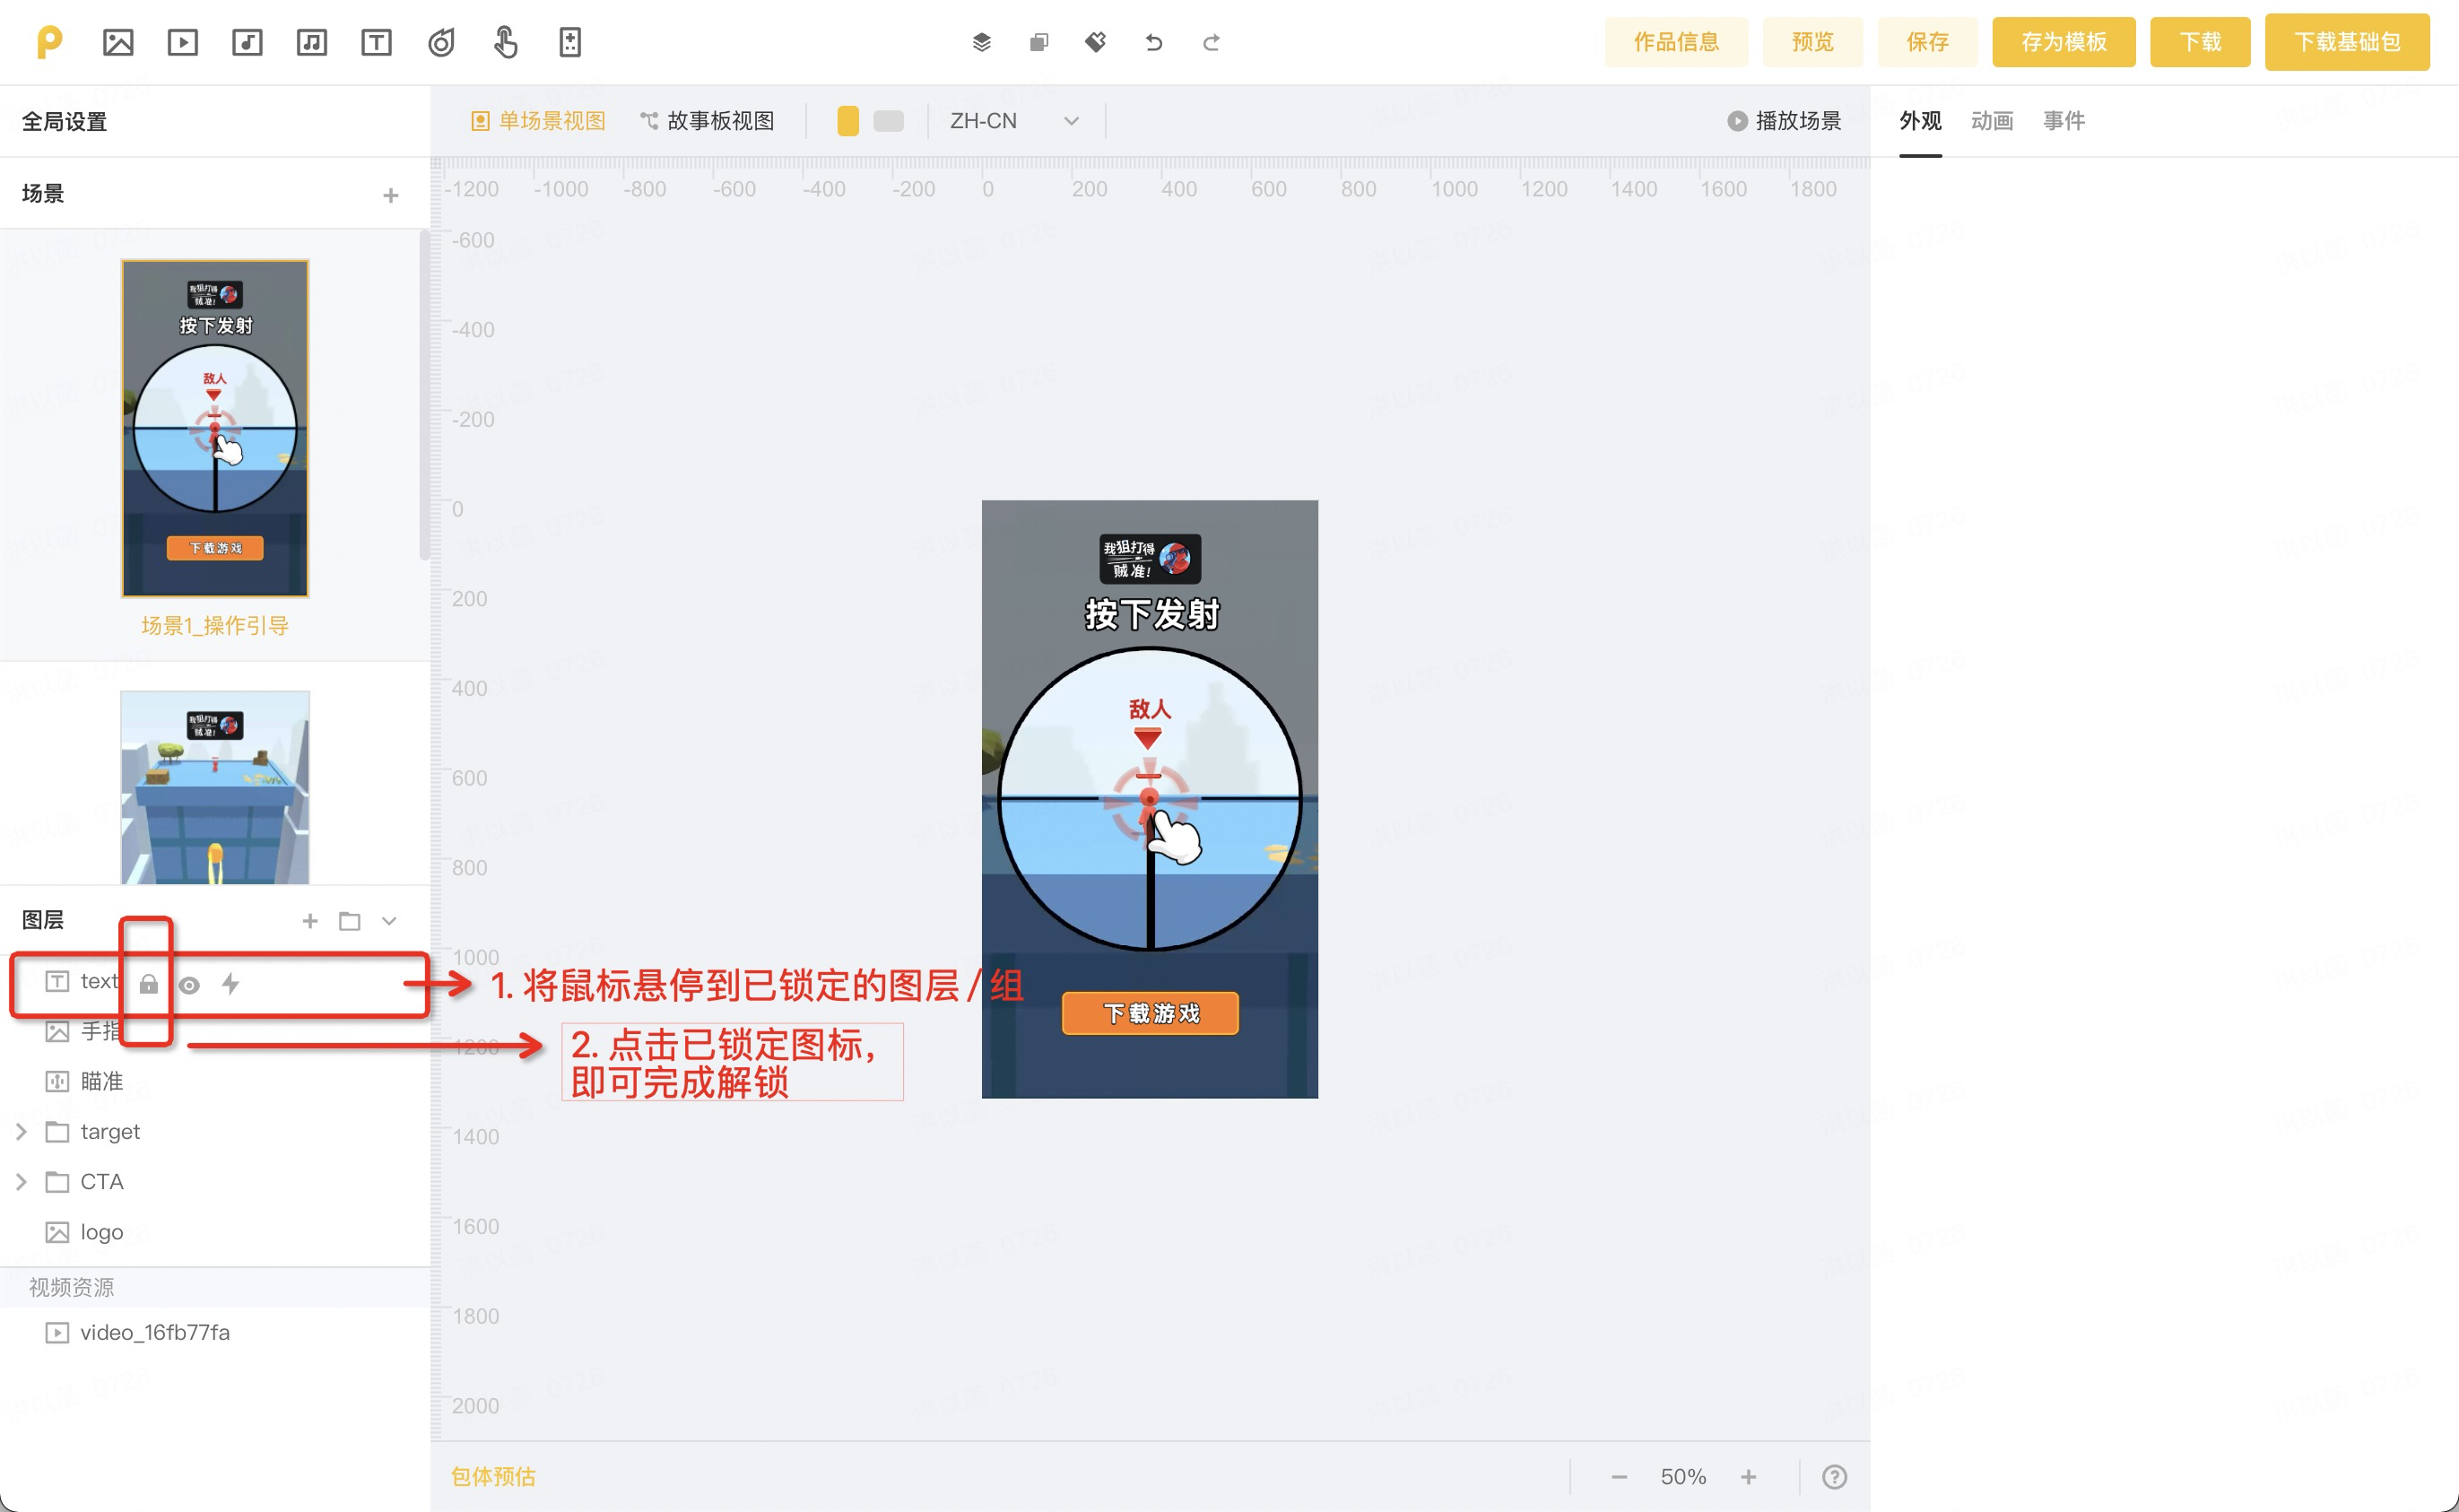 作品信息
预览
保存
存为模板
下载
下载基础包
全局设置
单场景视图
故事板视图
ZH-CN
播放场景
外观
动画
事件
场景
-1200 -1000 -800 -600 -400 -200 0 200 400 600 800 1000 1200 1400 1600 1800
-600
-400
-200
0
200
400
600
800
1000
1200
1400
1600
1800
2000
我狙打得
贼准!
按下发射
敌人
下载游戏
场景1_操作引导
我狙打得
贼准!
我狙打得
贼准!
按下发射
敌人
下载游戏
图层
text
手指
瞄准
target
CTA
logo
视频资源
video_16fb77fa
1. 将鼠标悬停到已锁定的图层 / 组
2. 点击已锁定图标，
即可完成解锁
包体预估
50%